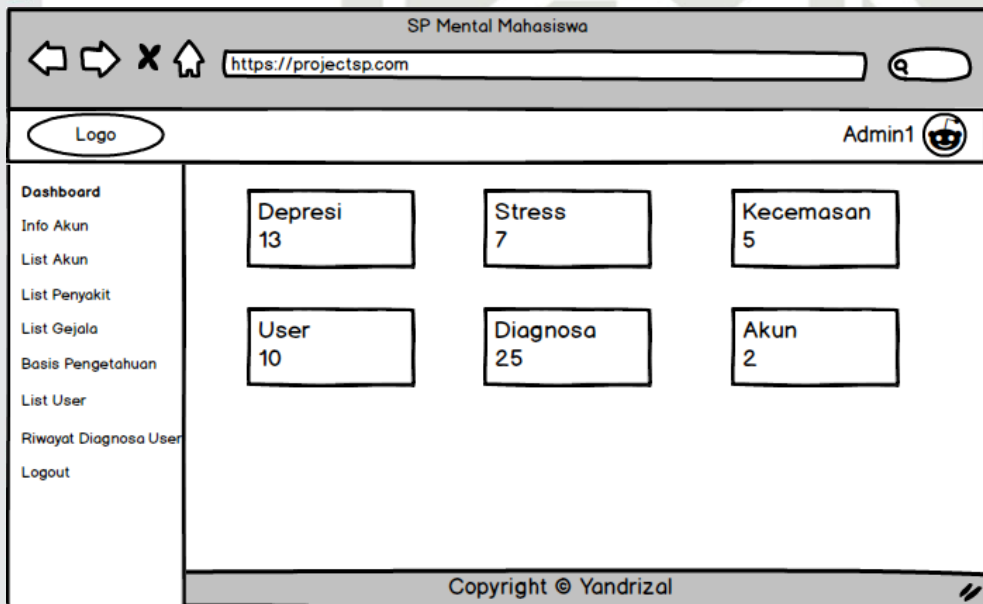 SP Mental Mahasiswa
https://projectsp.com
Logo
Admin1
Dashboard
Info Akun
List Akun
List Penyakit
List Gejala
Basis Pengetahuan
List User
Riwayat Diagnosa User
Logout
Depresi
13
Stress
7
Kecemasan
5
User
10
Diagnosa
25
Akun
2
Copyright © Yandrizal